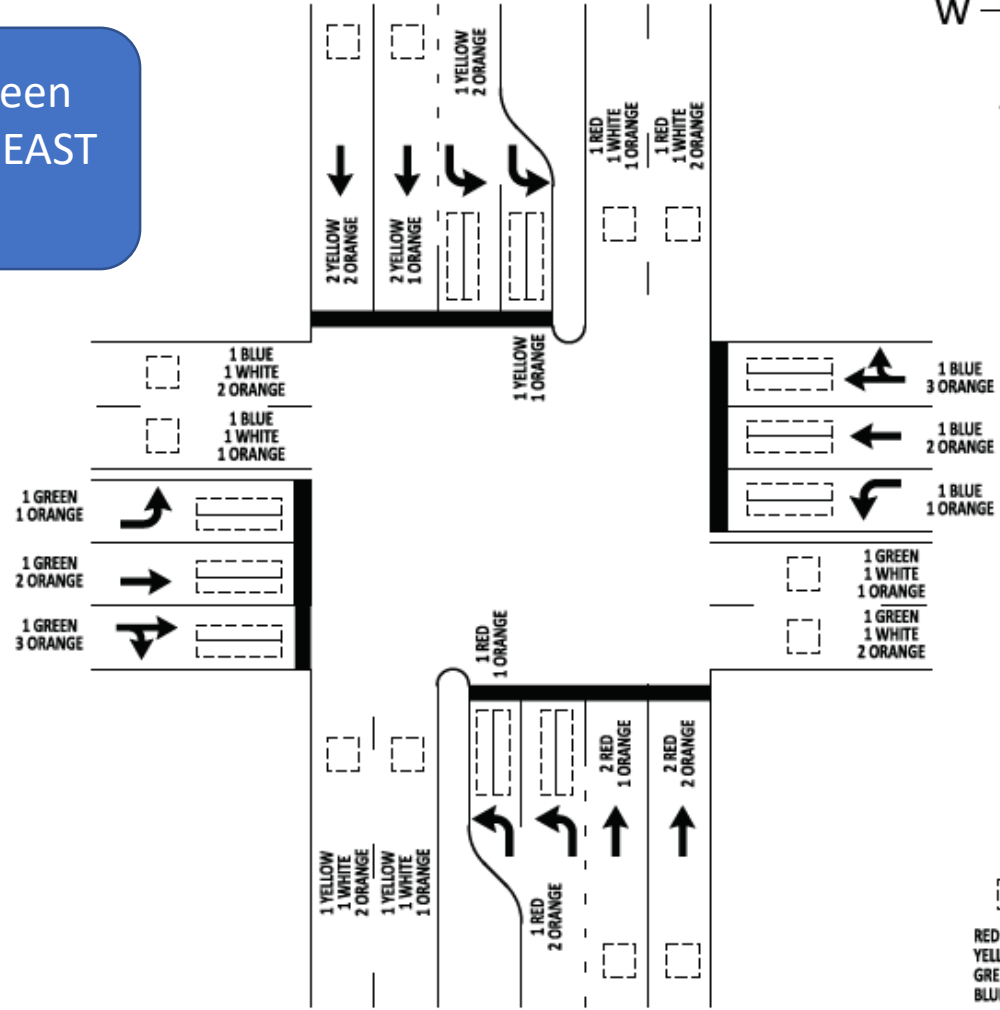 W
EAST
1 YELLOW
2 ORANGE
1 RED
1 WHITE
1 ORANGE
1 RED
1 WHITE
2 ORANGE
2 YELLOW
2 ORANGE
2 YELLOW
1 ORANGE
1 YELLOW
1 ORANGE
1 BLUE
1 WHITE
2 ORANGE
1 BLUE
1 WHITE
1 ORANGE
1 BLUE
3 ORANGE
1 BLUE
2 ORANGE
1 BLUE
1 ORANGE
1 GREEN
1 ORANGE
1 GREEN
2 ORANGE
1 GREEN
3 ORANGE
1 GREEN
1 WHITE
1 ORANGE
1 GREEN
1 WHITE
2 ORANGE
1 RED
1 ORANGE
2 RED
1 ORANGE
2 RED
2 ORANGE
1 YELLOW
1 WHITE
2 ORANGE
1 YELLOW
1 WHITE
1 ORANGE
1 RED
2 ORANGE
RED